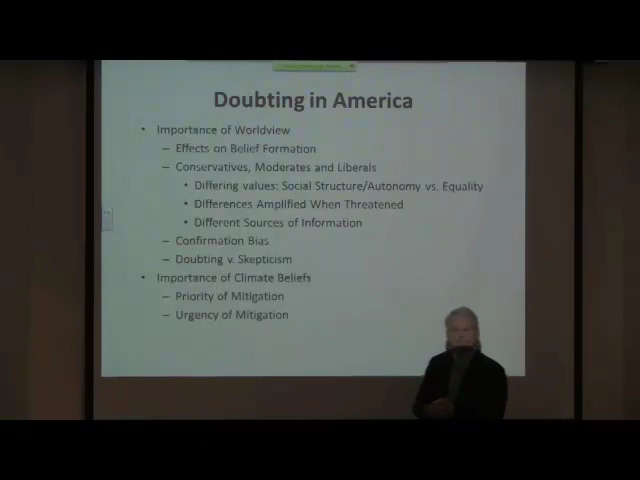 Doubting in America
• Importance of Worldview
– Effects on Belief Formation
– Conservatives, Moderates and Liberals
• Differing values: Social Structure/Autonomy vs. Equality
• Differences Amplified When Threatened
• Different Sources of Information
– Confirmation Bias
– Doubting v. Skepticism
• Importance of Climate Beliefs
– Priority of Mitigation
– Urgency of Mitigation